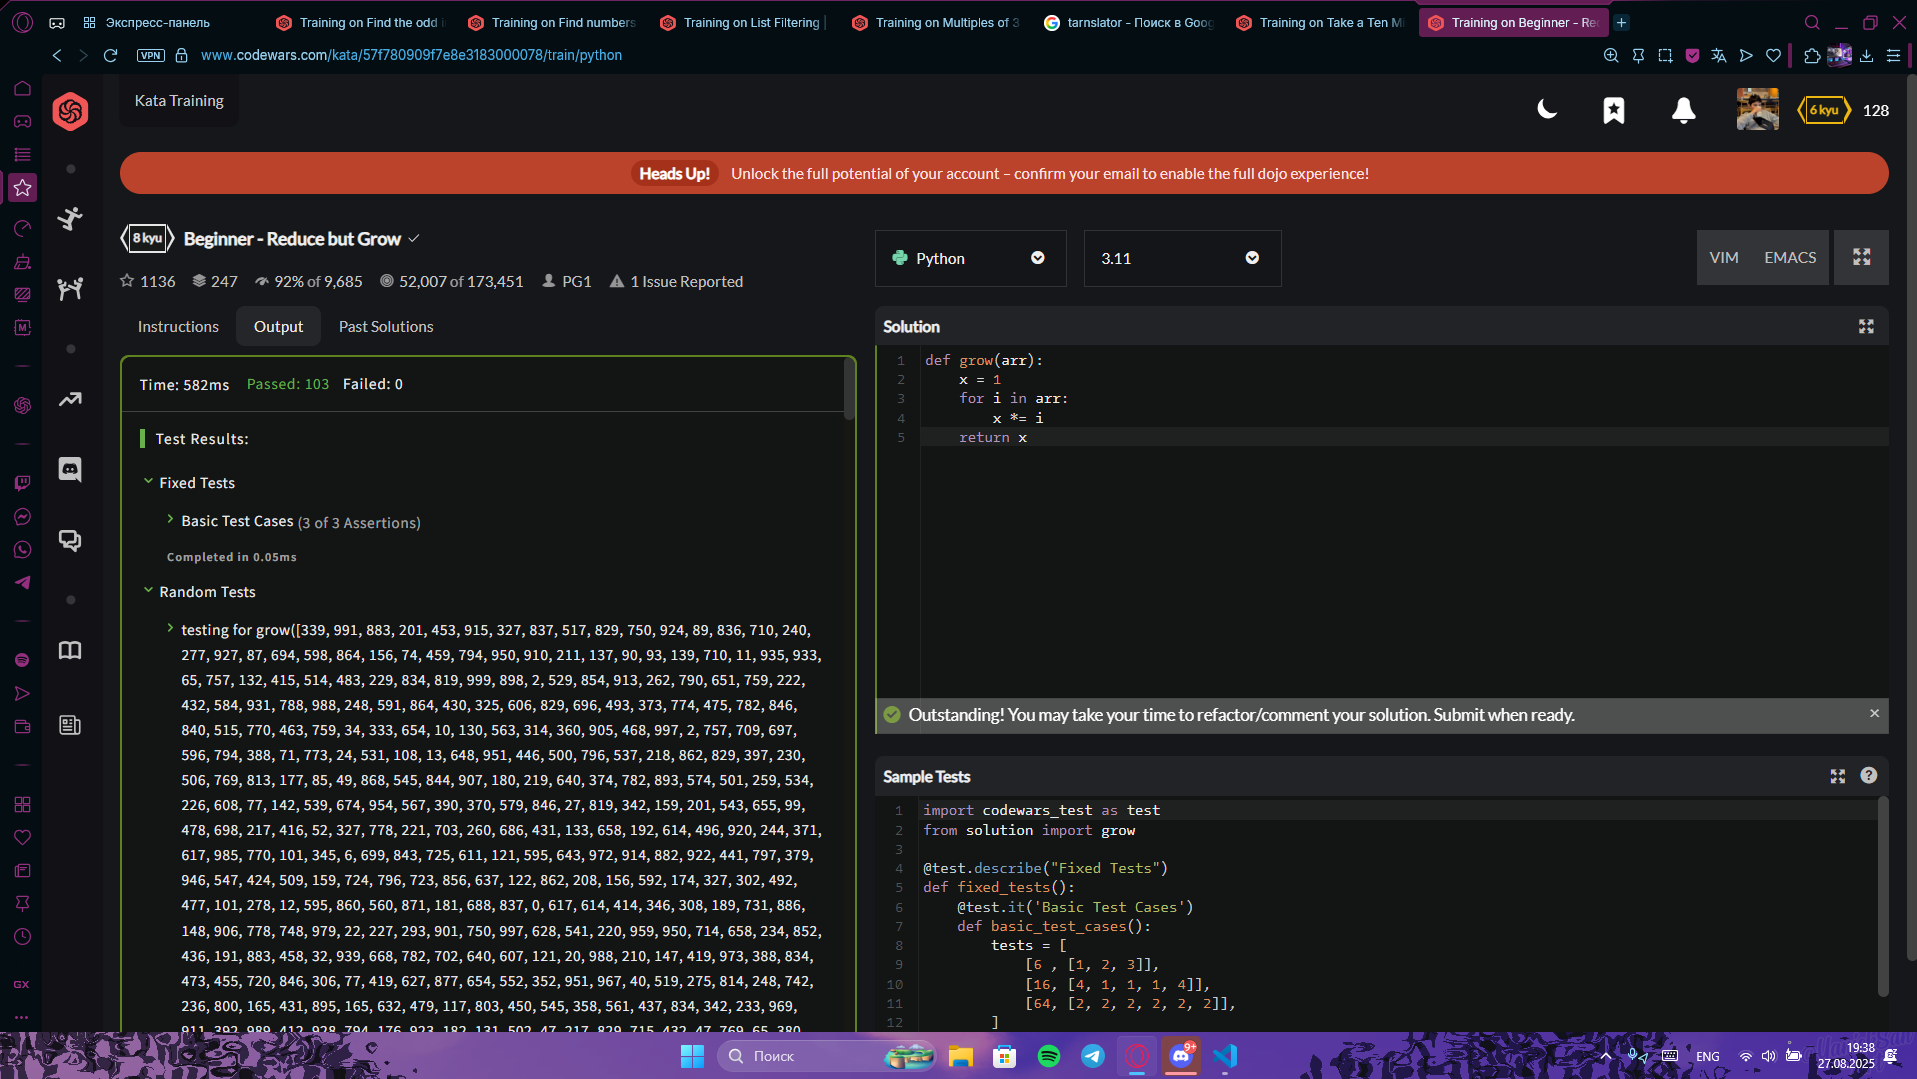 Экспресс-панель
Training on Find the odd i
Training on Find numbers
Training on List Filtering |
Training on Multiples of 3
tarnslator - Поиск в Goog
Training on Take a Ten Mi
Training on Beginner - Re
VPN
www.codewars.com/kata/57f780909f7e8e3183000078/train/python
Kata Training
6 kyu
128
Heads Up! Unlock the full potential of your account – confirm your email to enable the full dojo experience!
8 kyu
Beginner - Reduce but Grow
1136
247
92% of 9,685
52,007 of 173,451
PG1
1 Issue Reported
Python
3.11
VIM
EMACS
Instructions
Output
Past Solutions
Time: 582ms Passed: 103 Failed: 0
Test Results:
Fixed Tests
Basic Test Cases (3 of 3 Assertions)
Completed in 0.05ms
Random Tests
testing for grow([339, 991, 883, 201, 453, 915, 327, 837, 517, 829, 750, 924, 89, 836, 710, 240,
277, 927, 87, 694, 598, 864, 156, 74, 459, 794, 950, 910, 211, 137, 90, 93, 139, 710, 11, 935, 933,
65, 757, 132, 415, 514, 483, 229, 834, 819, 999, 898, 2, 529, 854, 913, 262, 790, 651, 759, 222,
432, 584, 931, 788, 988, 248, 591, 864, 430, 325, 606, 829, 696, 493, 373, 774, 475, 782, 846,
840, 515, 770, 463, 759, 34, 333, 654, 10, 130, 563, 314, 360, 905, 468, 997, 2, 757, 709, 697,
596, 794, 388, 71, 773, 24, 531, 108, 13, 648, 951, 446, 500, 796, 537, 218, 862, 829, 397, 230,
506, 769, 813, 177, 85, 49, 868, 545, 844, 907, 180, 219, 640, 374, 782, 893, 574, 501, 259, 534,
226, 608, 77, 142, 539, 674, 954, 567, 390, 370, 579, 846, 27, 819, 342, 159, 201, 543, 655, 99,
478, 698, 217, 416, 52, 327, 778, 221, 703, 260, 686, 431, 133, 658, 192, 614, 496, 920, 244, 371,
617, 985, 770, 101, 345, 6, 699, 843, 725, 611, 121, 595, 643, 972, 914, 882, 922, 441, 797, 379,
946, 547, 424, 509, 159, 724, 796, 723, 856, 637, 122, 862, 208, 156, 592, 174, 327, 302, 492,
477, 101, 278, 12, 595, 860, 560, 871, 181, 688, 837, 0, 617, 614, 414, 346, 308, 189, 731, 886,
148, 906, 778, 748, 979, 22, 227, 293, 901, 750, 997, 628, 541, 220, 959, 950, 714, 658, 234, 852,
436, 191, 883, 458, 32, 939, 668, 782, 702, 640, 607, 121, 20, 988, 210, 147, 419, 973, 388, 834,
473, 455, 720, 846, 306, 77, 419, 627, 877, 654, 552, 352, 951, 967, 40, 519, 275, 814, 248, 742,
236, 800, 165, 431, 895, 165, 632, 479, 117, 803, 450, 545, 358, 561, 437, 834, 342, 233, 969,
911, 392, 989, 412, 928, 794, 176, 923, 182, 131, 502, 47, 217, 829, 715, 432, 47, 769, 65, 380,
Solution
1 def grow(arr):
2 x = 1
3 for i in arr:
4 x *= i
5 return x
Outstanding! You may take your time to refactor/comment your solution. Submit when ready.
Sample Tests
1 import codewars_test as test
2 from solution import grow
3
4 @test.describe("Fixed Tests")
5 def fixed_tests():
6 @test.it('Basic Test Cases')
7 def basic_test_cases():
8 tests = [
9 [6 , [1, 2, 3]],
10 [16, [4, 1, 1, 1, 4]],
11 [64, [2, 2, 2, 2, 2, 2]],
12 ]
GX
Поиск
9+
ENG
19:38
27.08.2025